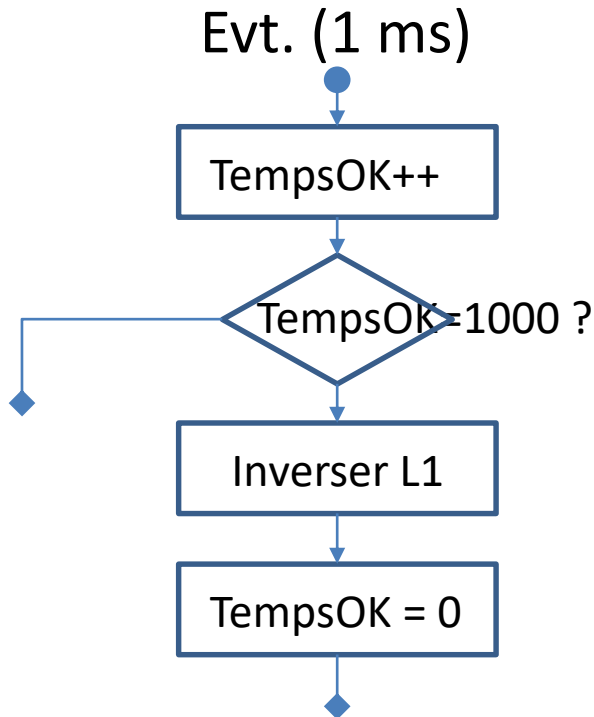 Evt. (1 ms)
TempsOK++
TempsOK=1000 ?
Inverser L1
TempsOK = 0